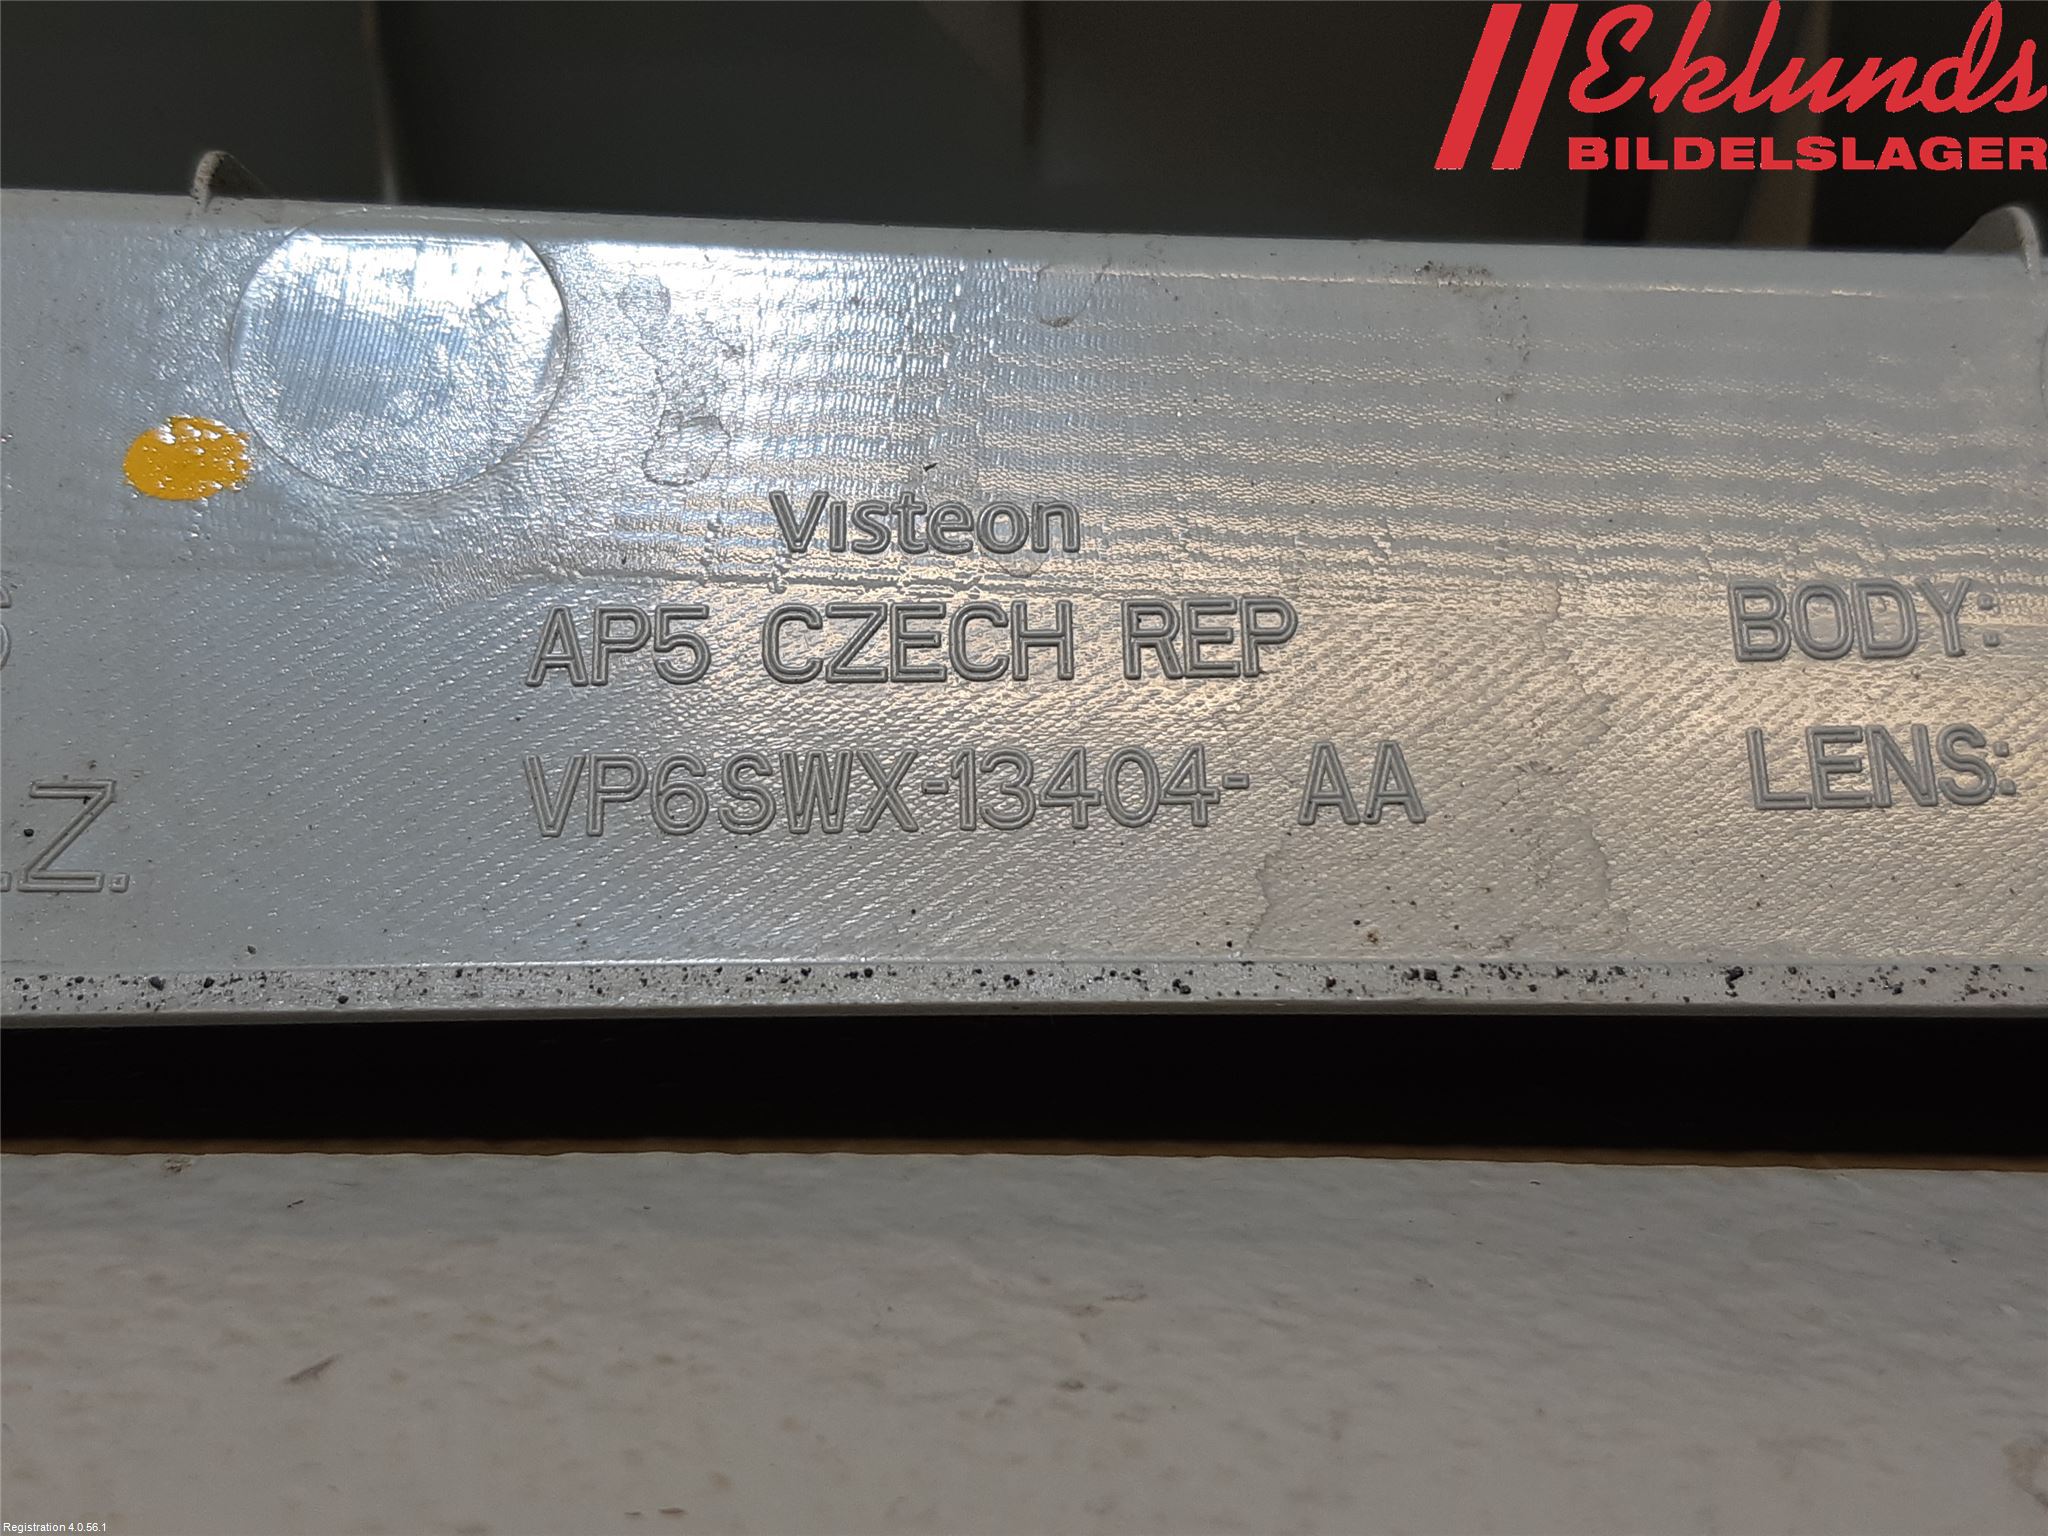 Eklunds
BILDELSLAGER
Visteon
AP5 CZECH REP
VP6SWX-13404- AA
BODY:
LENS:
.Z.
Registration 4.0.56.1